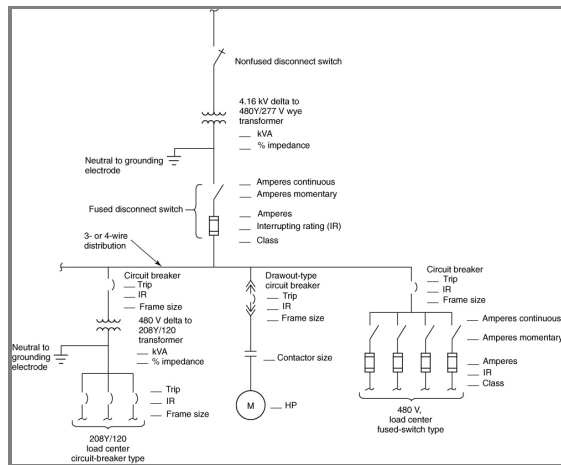 Nonfused disconnect switch
4.16 kV delta to
480Y/277 V wye
transformer
__ kVA
__ % impedance
Neutral to grounding
electrode
Fused disconnect switch
__ Amperes continuous
__ Amperes momentary
__ Amperes
__ Interrupting rating (IR)
__ Class
3- or 4-wire
distribution
Circuit breaker
__ Trip
__ IR
__ Frame size
480 V delta to
208Y/120
transformer
__ kVA
__ % impedance
Neutral to
grounding
electrode
__ Trip
__ IR
__ Frame size
208Y/120
load center
circuit-breaker type
Drawout-type
circuit breaker
__ Trip
__ IR
__ Frame size
__ Contactor size
M
__ HP
Circuit breaker
__ Trip
__ IR
__ Frame size
__ Amperes continuous
__ Amperes momentary
__ Amperes
__ IR
__ Class
480 V,
load center
fused-switch type